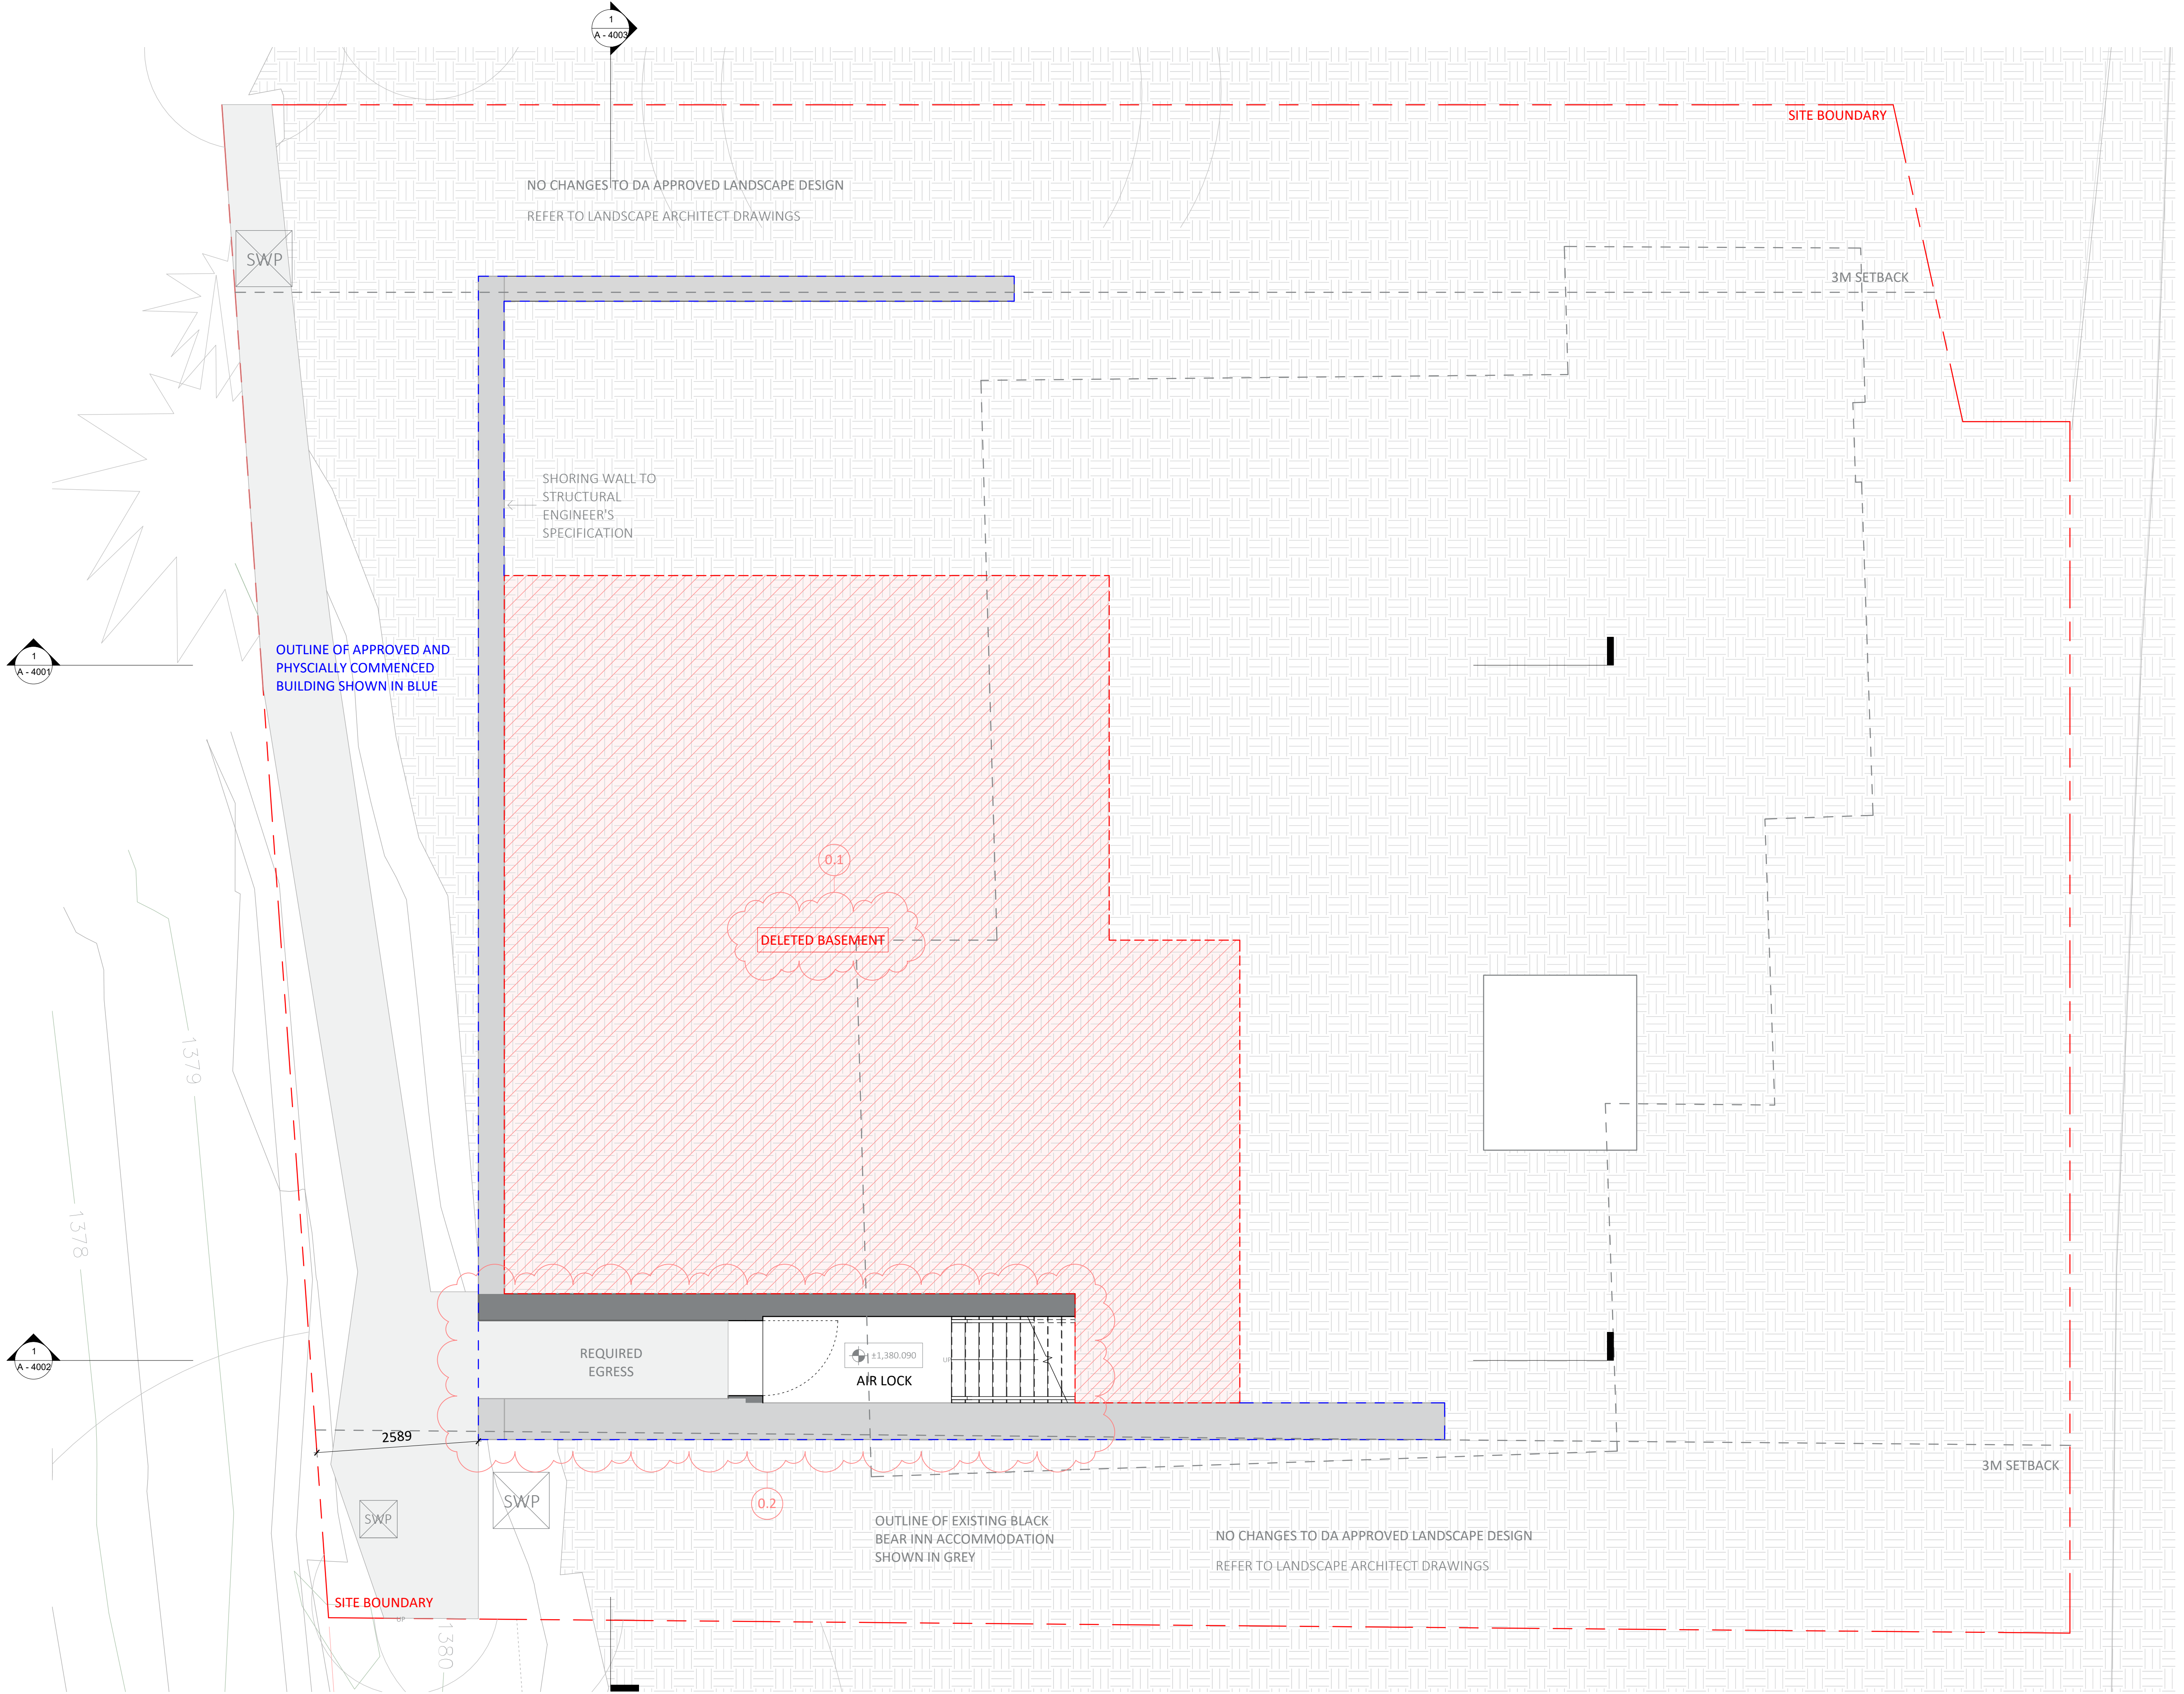 1
A - 4003
SITE BOUNDARY
NO CHANGES TO DA APPROVED LANDSCAPE DESIGN
REFER TO LANDSCAPE ARCHITECT DRAWINGS
SWP
3M SETBACK
SHORING WALL TO
STRUCTURAL
ENGINEER'S
SPECIFICATION
OUTLINE OF APPROVED AND
PHYSCIALLY COMMENCED
BUILDING SHOWN IN BLUE
1
A - 4001
0.1
DELETED BASEMENT
1379
1378
REQUIRED
EGRESS
±1,380.090
UP
AIR LOCK
1
A - 4002
2589
3M SETBACK
SWP
SWP
0.2
OUTLINE OF EXISTING BLACK
BEAR INN ACCOMMODATION
SHOWN IN GREY
NO CHANGES TO DA APPROVED LANDSCAPE DESIGN
REFER TO LANDSCAPE ARCHITECT DRAWINGS
SITE BOUNDARY
UP
1380